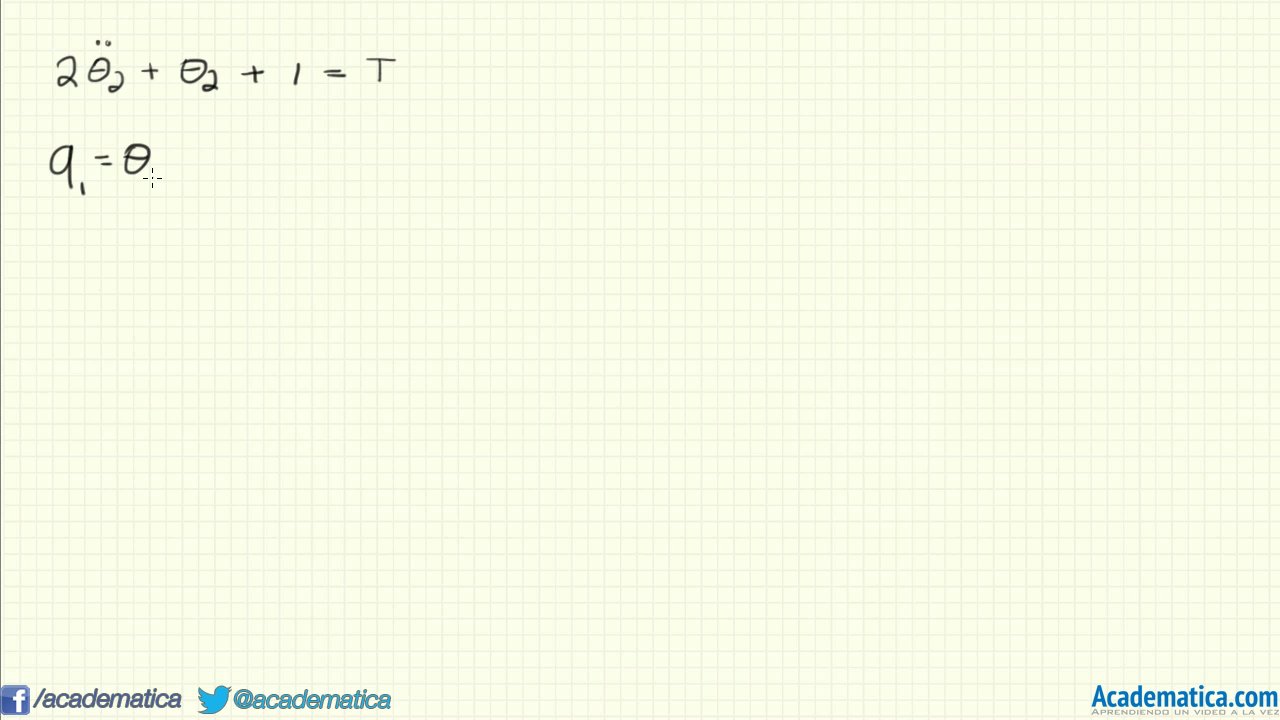 2θ̈₂ + θ₂ + 1 = T
q₁ = θ
f /academatica @academatica
Academatica.com
APRENDIENDO UN VIDEO A LA VEZ